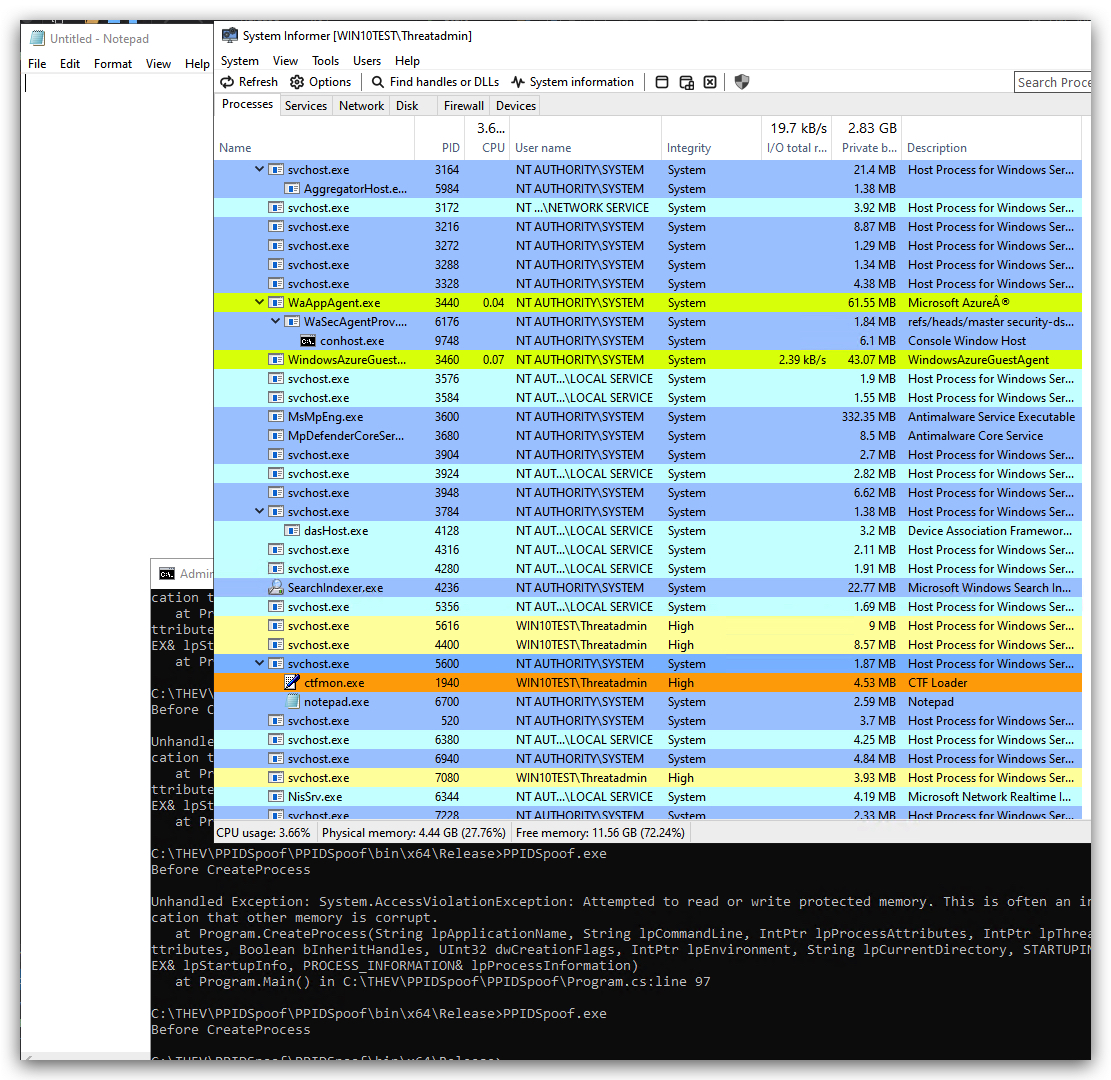 Untitled - Notepad
File Edit Format View Help
System Informer [WIN10TEST\Threatadmin]
System View Tools Users Help
Refresh Options Find handles or DLLs System information Search Proce
Processes Services Network Disk Firewall Devices
3.6... 19.7 kB/s 2.83 GB
Name PID CPU User name Integrity I/O total r... Private b... Description
svchost.exe 3164 NT AUTHORITY\SYSTEM System 21.4 MB Host Process for Windows Ser...
AggregatorHost.e... 5984 NT AUTHORITY\SYSTEM System 1.38 MB
svchost.exe 3172 NT ...\NETWORK SERVICE System 3.92 MB Host Process for Windows Ser...
svchost.exe 3216 NT AUTHORITY\SYSTEM System 8.87 MB Host Process for Windows Ser...
svchost.exe 3272 NT AUTHORITY\SYSTEM System 1.29 MB Host Process for Windows Ser...
svchost.exe 3288 NT AUTHORITY\SYSTEM System 1.34 MB Host Process for Windows Ser...
svchost.exe 3328 NT AUTHORITY\SYSTEM System 4.38 MB Host Process for Windows Ser...
WaAppAgent.exe 3440 0.04 NT AUTHORITY\SYSTEM System 61.55 MB Microsoft AzureÂ®
WaSecAgentProv.... 6176 NT AUTHORITY\SYSTEM System 1.84 MB refs/heads/master security-ds...
conhost.exe 9748 NT AUTHORITY\SYSTEM System 6.1 MB Console Window Host
WindowsAzureGuest... 3460 0.07 NT AUTHORITY\SYSTEM System 2.39 kB/s 43.07 MB WindowsAzureGuestAgent
svchost.exe 3576 NT AUT...\LOCAL SERVICE System 1.9 MB Host Process for Windows Ser...
svchost.exe 3584 NT AUT...\LOCAL SERVICE System 1.55 MB Host Process for Windows Ser...
MsMpEng.exe 3600 NT AUTHORITY\SYSTEM System 332.35 MB Antimalware Service Executable
MpDefenderCoreSer... 3680 NT AUTHORITY\SYSTEM System 8.5 MB Antimalware Core Service
svchost.exe 3904 NT AUTHORITY\SYSTEM System 2.7 MB Host Process for Windows Ser...
svchost.exe 3924 NT AUT...\LOCAL SERVICE System 2.82 MB Host Process for Windows Ser...
svchost.exe 3948 NT AUTHORITY\SYSTEM System 6.62 MB Host Process for Windows Ser...
svchost.exe 3784 NT AUTHORITY\SYSTEM System 1.38 MB Host Process for Windows Ser...
dasHost.exe 4128 NT AUT...\LOCAL SERVICE System 3.2 MB Device Association Framewor...
svchost.exe 4316 NT AUT...\LOCAL SERVICE System 2.11 MB Host Process for Windows Ser...
svchost.exe 4280 NT AUT...\LOCAL SERVICE System 1.91 MB Host Process for Windows Ser...
SearchIndexer.exe 4236 NT AUTHORITY\SYSTEM System 22.77 MB Microsoft Windows Search In...
svchost.exe 5356 NT AUT...\LOCAL SERVICE System 1.69 MB Host Process for Windows Ser...
svchost.exe 5616 WIN10TEST\Threatadmin High 9 MB Host Process for Windows Ser...
svchost.exe 4400 WIN10TEST\Threatadmin High 8.57 MB Host Process for Windows Ser...
svchost.exe 5600 NT AUTHORITY\SYSTEM System 1.87 MB Host Process for Windows Ser...
ctfmon.exe 1940 WIN10TEST\Threatadmin High 4.53 MB CTF Loader
notepad.exe 6700 NT AUTHORITY\SYSTEM System 2.59 MB Notepad
svchost.exe 520 NT AUTHORITY\SYSTEM System 3.7 MB Host Process for Windows Ser...
svchost.exe 6380 NT AUT...\LOCAL SERVICE System 4.25 MB Host Process for Windows Ser...
svchost.exe 6940 NT AUTHORITY\SYSTEM System 4.84 MB Host Process for Windows Ser...
svchost.exe 7080 WIN10TEST\Threatadmin High 3.93 MB Host Process for Windows Ser...
NisSrv.exe 6344 NT AUT...\LOCAL SERVICE System 4.19 MB Microsoft Network Realtime I...
svchost.exe 7228 NT AUTHORITY\SYSTEM System 2.33 MB Host Process for Windows Ser...
CPU usage: 3.66% Physical memory: 4.44 GB (27.76%) Free memory: 11.56 GB (72.24%)
Admin
cation t
at Pr
ttribute
EX& lpSt
at Pro
C:\THEV\
Before C
Unhandle
cation t
at Pr
ttribute
EX& lpSt
at Pro
C:\THEV\PPIDSpoof\PPIDSpoof\bin\x64\Release>PPIDSpoof.exe
Before CreateProcess
Unhandled Exception: System.AccessViolationException: Attempted to read or write protected memory. This is often an in
cation that other memory is corrupt.
at Program.CreateProcess(String lpApplicationName, String lpCommandLine, IntPtr lpProcessAttributes, IntPtr lpThrea
ttributes, Boolean bInheritHandles, UInt32 dwCreationFlags, IntPtr lpEnvironment, String lpCurrentDirectory, STARTUPIN
EX& lpStartupInfo, PROCESS_INFORMATION& lpProcessInformation)
at Program.Main() in C:\THEV\PPIDSpoof\PPIDSpoof\Program.cs:line 97
C:\THEV\PPIDSpoof\PPIDSpoof\bin\x64\Release>PPIDSpoof.exe
Before CreateProcess
C:\THEV\PPIDSpoof\PPIDSpoof\bin\x64\Release>